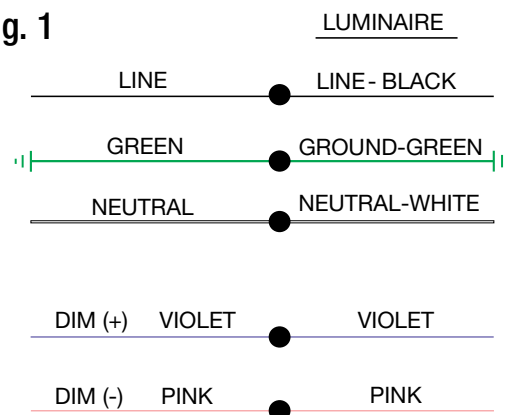 g. 1
LUMINAIRE
LINE LINE- BLACK
GREEN GROUND-GREEN
NEUTRAL NEUTRAL-WHITE
DIM (+) VIOLET VIOLET
DIM (-) PINK PINK